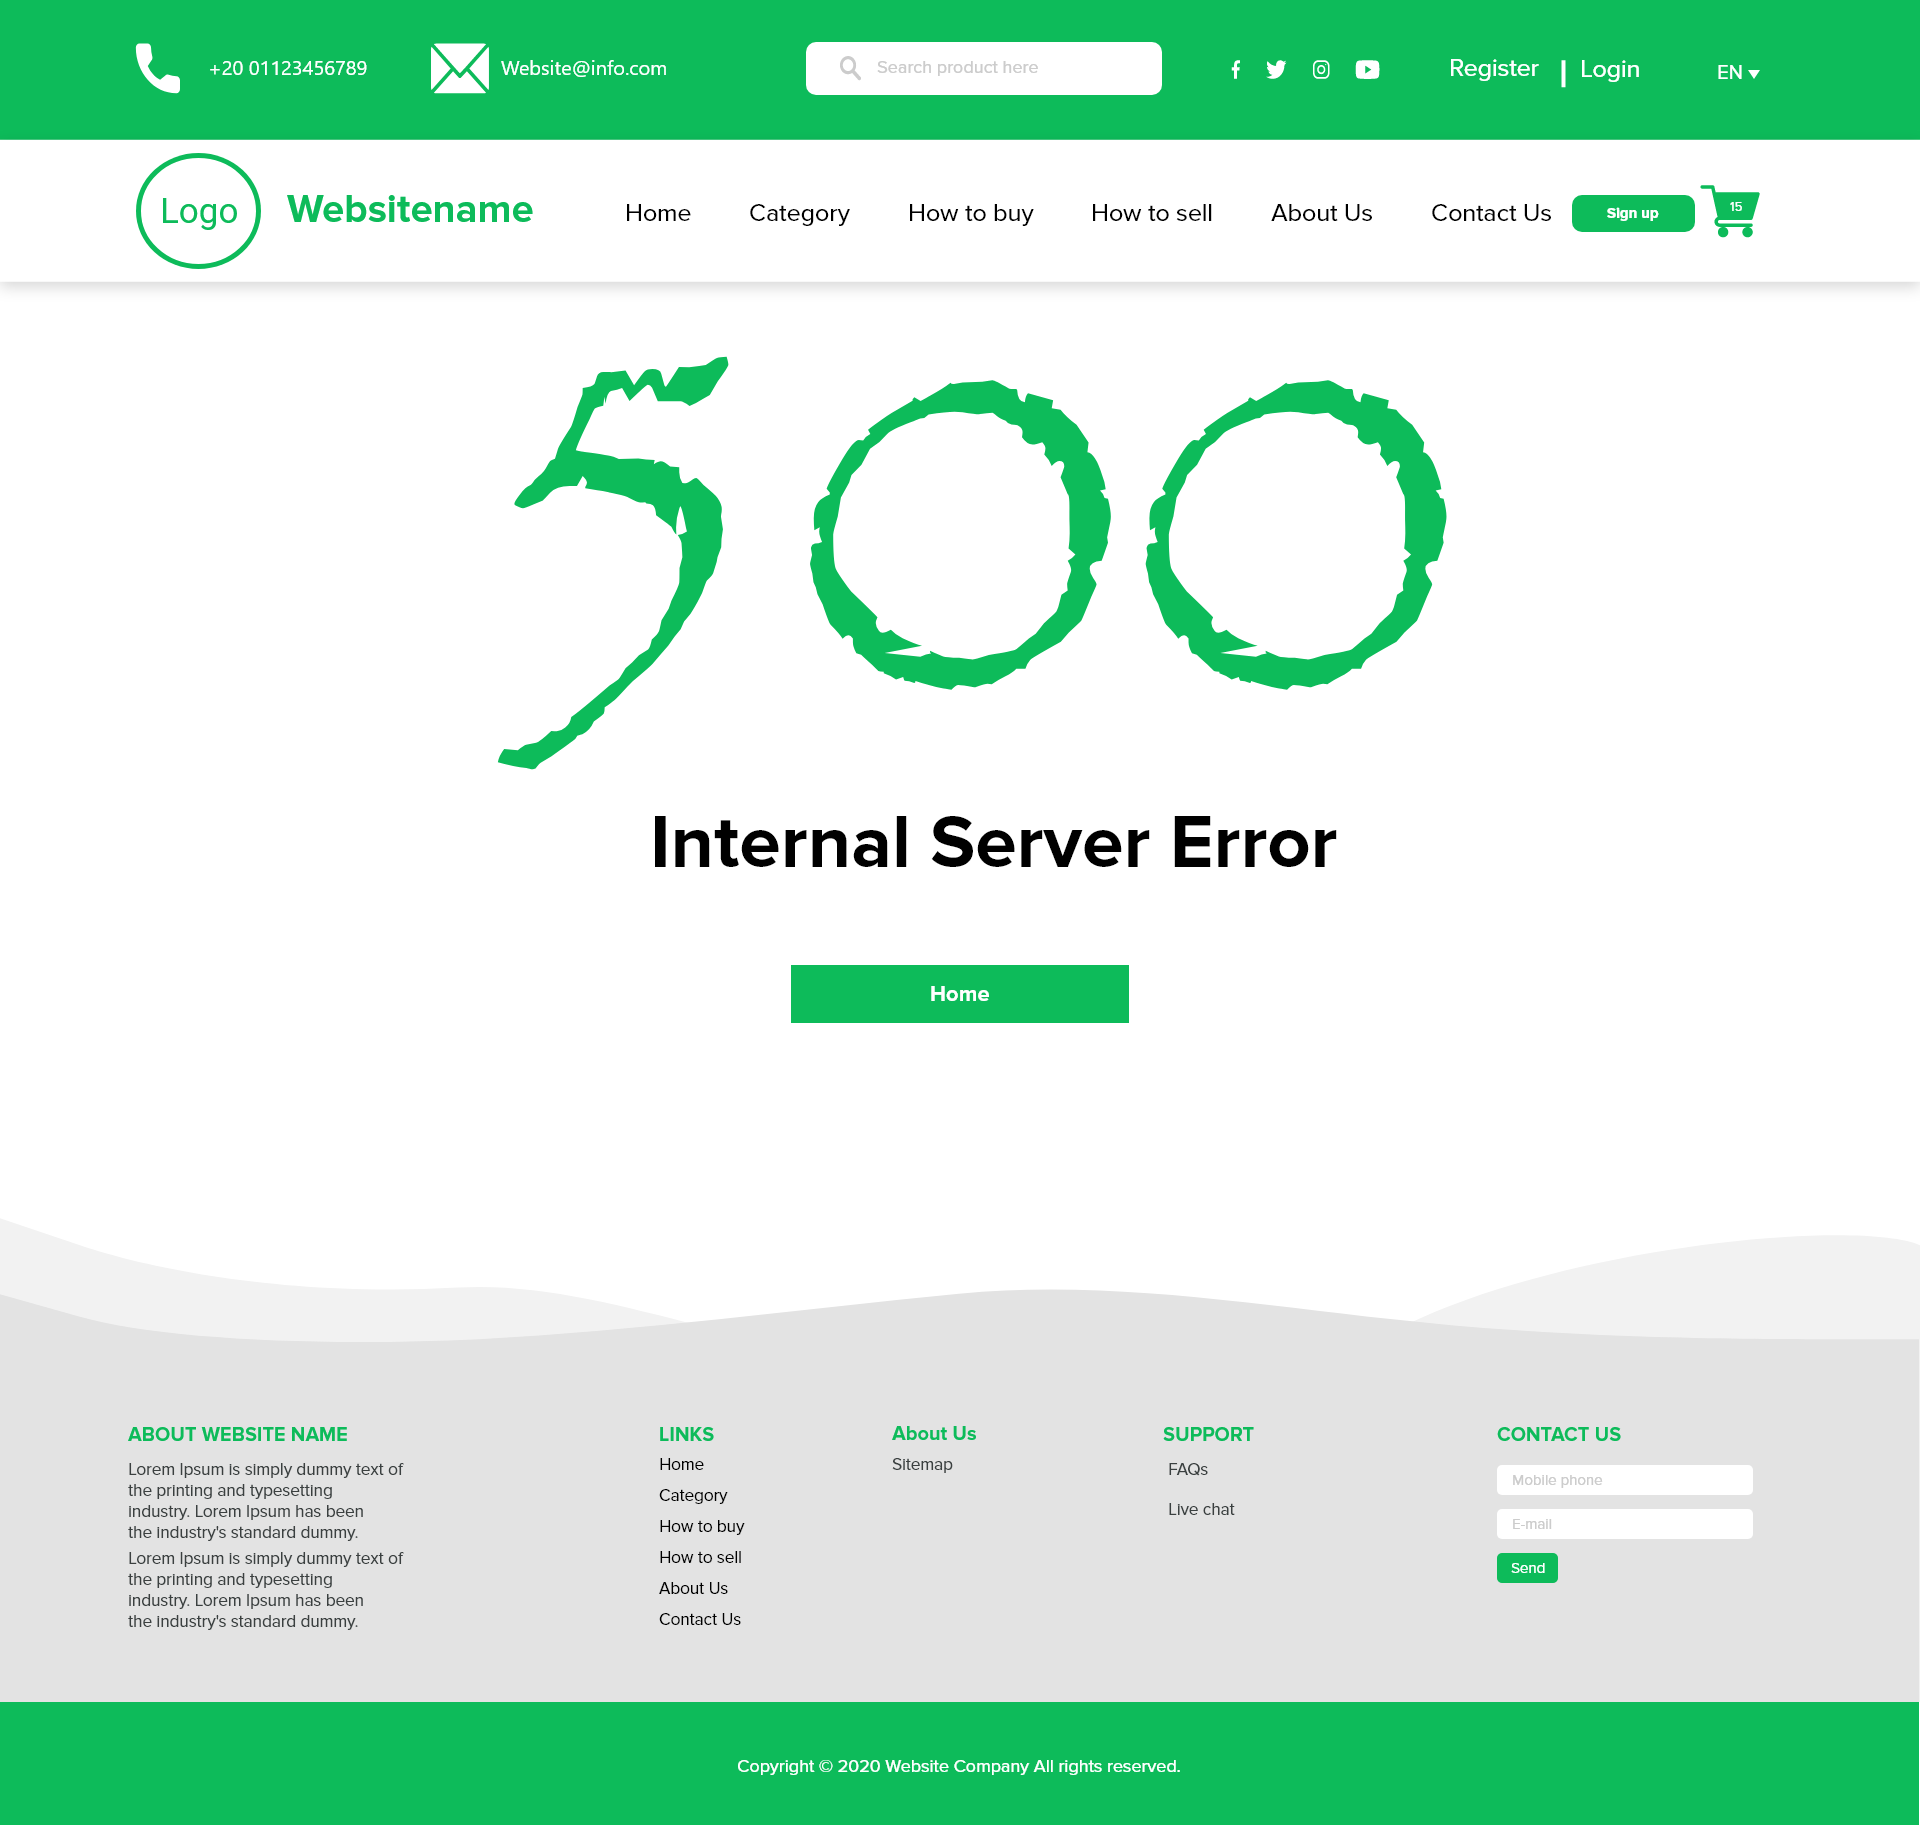 +20 01123456789
Website@info.com
Search product here
Register | Login
EN
Logo
Websitename
Home
Category
How to buy
How to sell
About Us
Contact Us
Sign up
15
500
Internal Server Error
Home
ABOUT WEBSITE NAME
Lorem Ipsum is simply dummy text of
the printing and typesetting
industry. Lorem Ipsum has been
the industry's standard dummy.
Lorem Ipsum is simply dummy text of
the printing and typesetting
industry. Lorem Ipsum has been
the industry's standard dummy.
LINKS
Home
Category
How to buy
How to sell
About Us
Contact Us
About Us
Sitemap
SUPPORT
FAQs
Live chat
CONTACT US
Mobile phone
E-mail
Send
Copyright © 2020 Website Company All rights reserved.